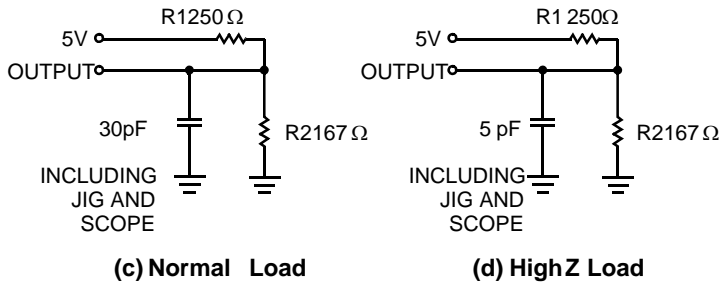 R1250Ω
5V
OUTPUT
30pF
R2167Ω
INCLUDING
JIG AND
SCOPE
(c) Normal Load
R1 250Ω
5V
OUTPUT
5 pF
R2167Ω
INCLUDING
JIG AND
SCOPE
(d) High Z Load